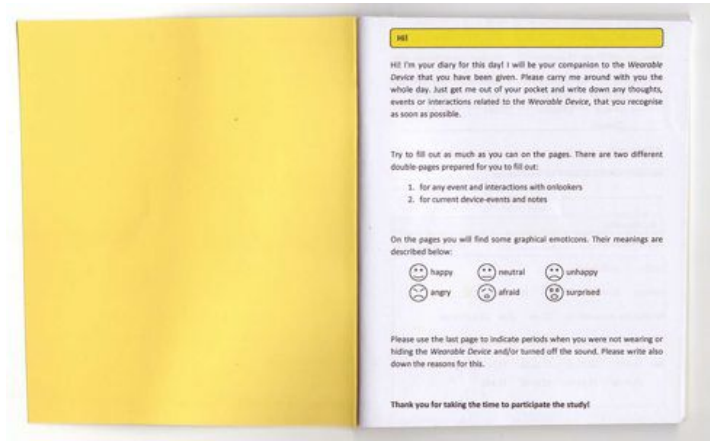 Hi!
Hi! I'm your diary for this day! I will be your companion to the Wearable
Device that you have been given. Please carry me around with you the
whole day. Just get me out of your pocket and write down any thoughts,
events or interactions related to the Wearable Device, that you recognise
as soon as possible.
Try to fill out as much as you can on the pages. There are two different
double-pages prepared for you to fill out:
1. for any event and interactions with onlookers
2. for current device-events and notes
On the pages you will find some graphical emoticons. Their meanings are
described below:
happy neutral unhappy
angry afraid surprised
Please use the last page to indicate periods when you were not wearing or
hiding the Wearable Device and/or turned off the sound. Please write also
down the reasons for this.
Thank you for taking the time to participate the study!